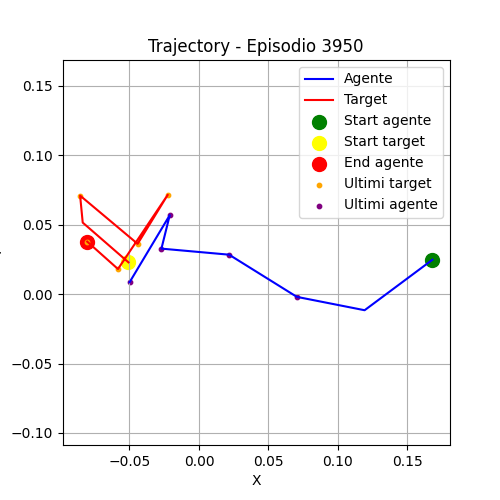 Trajectory - Episodio 3950
Agente
Target
Start agente
Start target
End agente
Ultimi target
Ultimi agente
0.15
0.10
0.05
0.00
−0.05
−0.10
−0.05 0.00 0.05 0.10 0.15
X